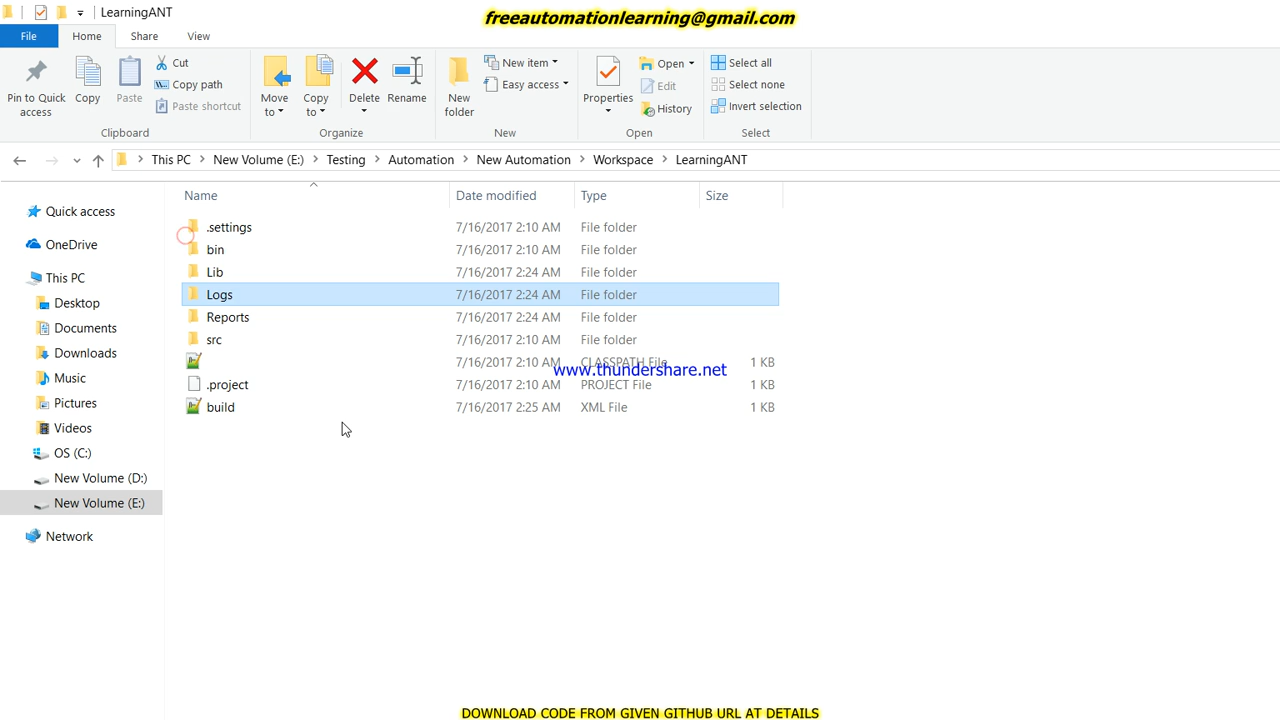 LearningANT
freeautomationlearning@gmail.com
File Home Share View
Pin to Quick access
Copy
Paste
Cut
Copy path
Paste shortcut
Move to
Copy to
Delete
Rename
New folder
New item
Easy access
Properties
Open
Edit
History
Select all
Select none
Invert selection
Clipboard Organize New Open Select
This PC New Volume (E:) Testing Automation New Automation Workspace LearningANT
Name Date modified Type Size
Quick access
OneDrive
This PC
Desktop
Documents
Downloads
Music
Pictures
Videos
OS (C:)
New Volume (D:)
New Volume (E:)
Network
.settings 7/16/2017 2:10 AM File folder
bin 7/16/2017 2:10 AM File folder
Lib 7/16/2017 2:24 AM File folder
Logs 7/16/2017 2:24 AM File folder
Reports 7/16/2017 2:24 AM File folder
src 7/16/2017 2:10 AM File folder
7/16/2017 2:10 AM CLASSPATH File 1 KB
www.thundershare.net
.project 7/16/2017 2:10 AM PROJECT File 1 KB
build 7/16/2017 2:25 AM XML File 1 KB
DOWNLOAD CODE FROM GIVEN GITHUB URL AT DETAILS